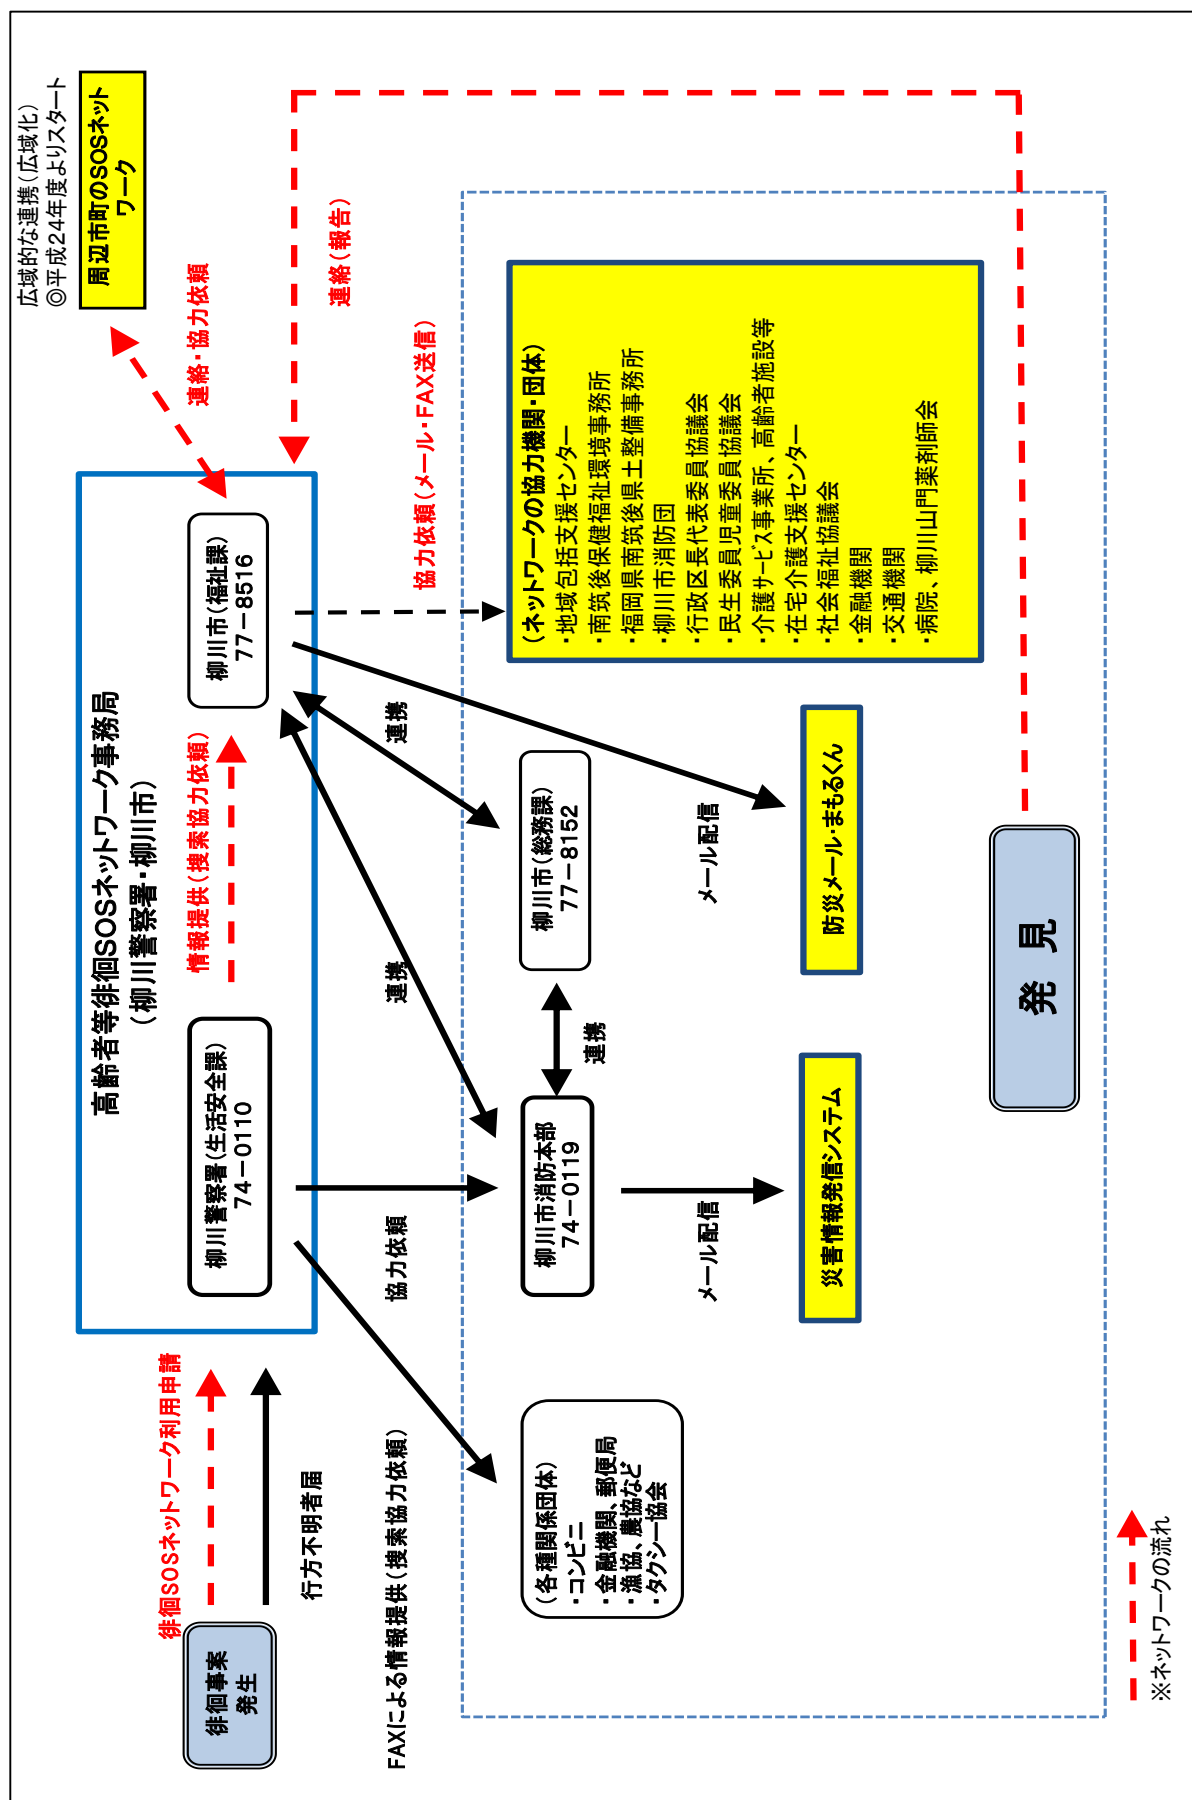 広域的な連携（広域化）
◎平成24年度よりスタート
周辺市町のSOSネット
ワーク
連絡・協力依頼
高齢者等徘徊SOSネットワーク事務局
（柳川警察署・柳川市）
徘徊SOSネットワーク利用申請
徘徊事案
発生
行方不明者届
柳川警察署（生活安全課）
74－0110
情報提供（捜索協力依頼）
柳川市（福祉課）
77－8516
連絡（報告）
FAXによる情報提供（捜索協力依頼）
協力依頼
連携
連携
協力依頼（メール・FAX送信）
（各種関係団体）
・コンビニ
・金融機関、郵便局
・漁協、農協など
・タクシー協会
柳川市消防本部
74－0119
連携
柳川市（総務課）
77－8152
（ネットワークの協力機関・団体）
・地域包括支援センター
・南筑後保健福祉環境事務所
・福岡県南筑後県土整備事務所
・柳川市消防団
・行政区長代表委員協議会
・民生委員児童委員協議会
・介護サービス事業所、高齢者施設等
・在宅介護支援センター
・社会福祉協議会
・金融機関
・交通機関
・病院、柳川山門薬剤師会
メール配信
メール配信
災害情報発信システム
防災メール・まもるくん
発　見
※ネットワークの流れ